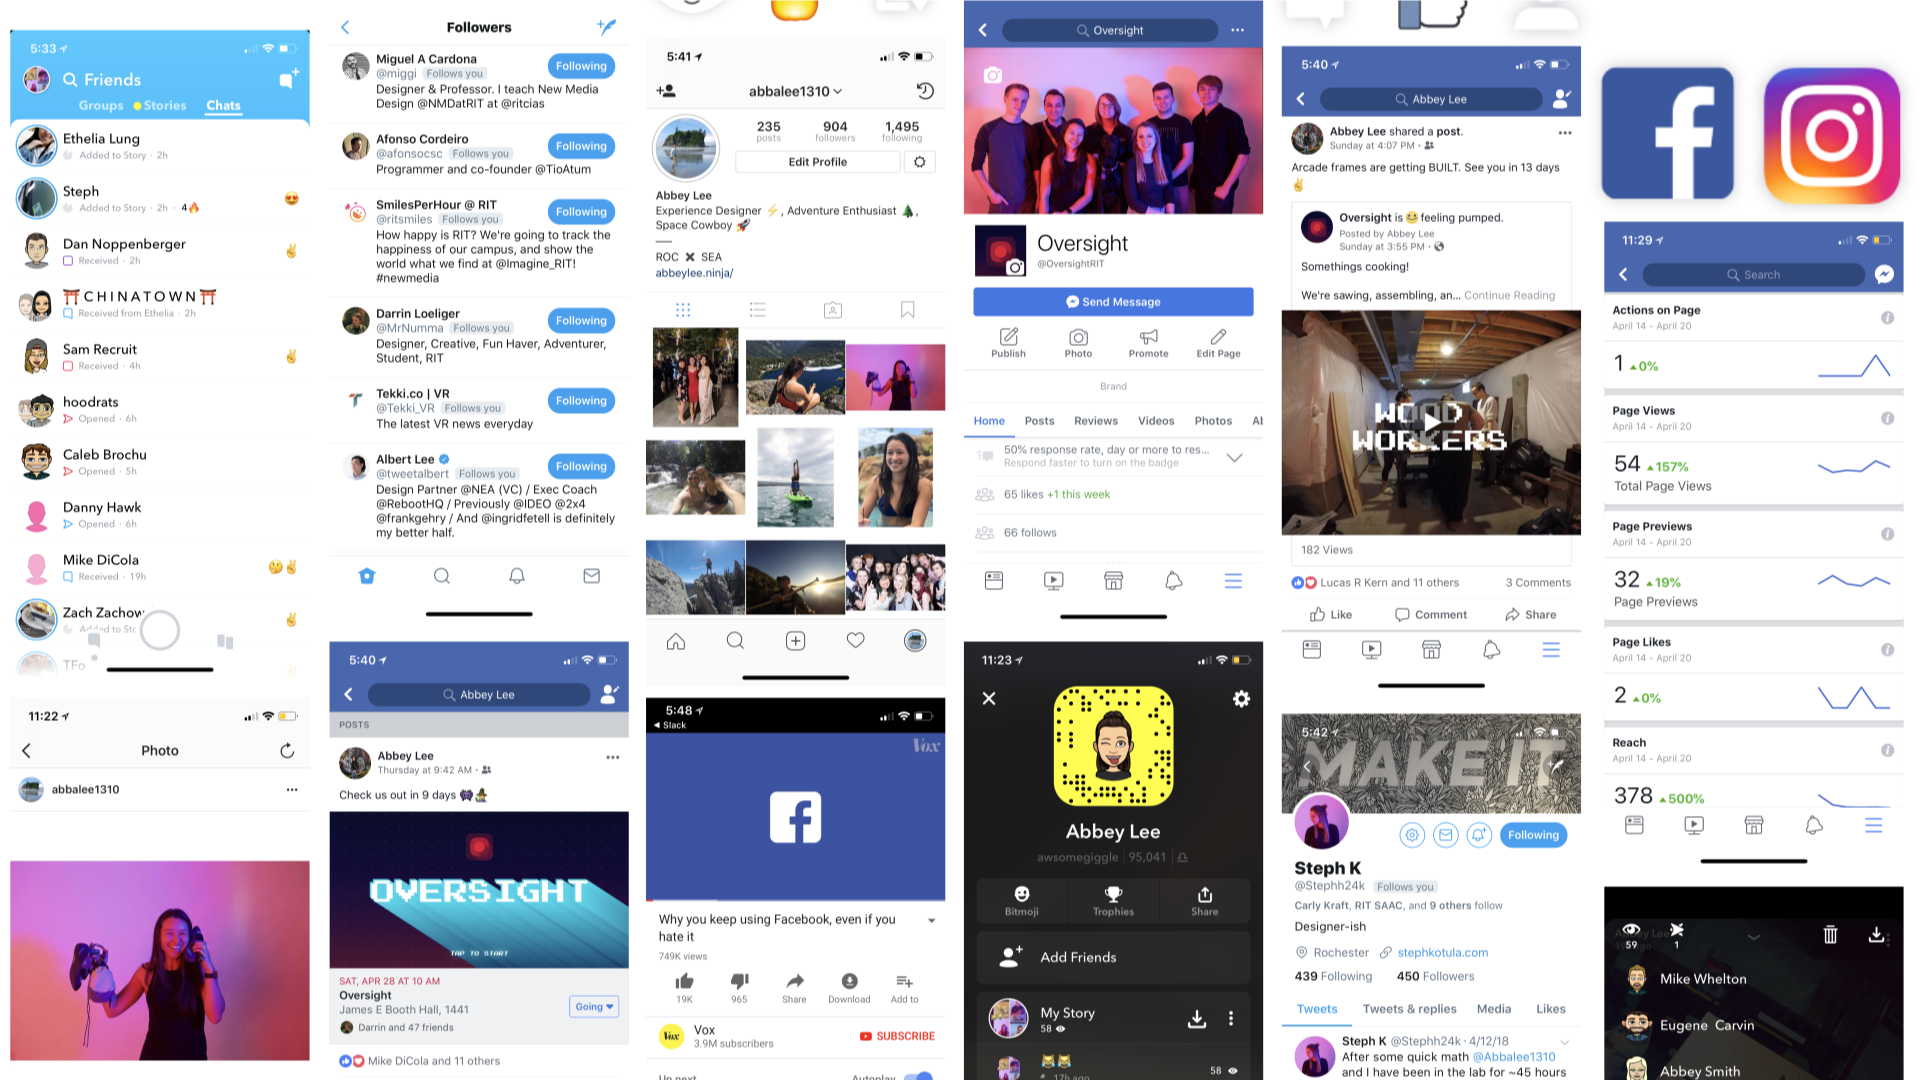 5:33
Friends
Groups
Stories
Chats
Ethelia Lung
Added to Story · 2h
Steph
Added to Story · 2h · 4🔥
Dan Noppenberger
Received · 2h
⛩CHINATOWN⛩
Received from Ethelia · 2h
Sam Recruit
Received · 4h
hoodrats
Opened · 6h
Caleb Brochu
Opened · 5h
Danny Hawk
Opened · 6h
Mike DiCola
Received · 19h
Zach Zachow
Added to Sto
TFo
11:22
Photo
abbalee1310
Followers
Miguel A Cardona
@miggi Follows you
Following
Designer & Professor. I teach New Media
Design @NMDatRIT at @ritcias
Afonso Cordeiro
@afonsocsc Follows you
Following
Programmer and co-founder @TioAtum
SmilesPerHour @ RIT
@ritsmiles Follows you
Following
How happy is RIT? We're going to track the
happiness of our campus, and show the
world what we find at @Imagine_RIT!
#newmedia
Darrin Loeliger
@MrNumma Follows you
Following
Designer, Creative, Fun Haver, Adventurer,
Student, RIT
Tekki.co | VR
@Tekki_VR Follows you
Following
The latest VR news everyday
Albert Lee
@tweetalbert Follows you
Following
Design Partner @NEA (VC) / Exec Coach
@RebootHQ / Previously @IDEO @2x4
@frankgehry / And @ingridfetell is definitely
my better half.
5:40
Abbey Lee
POSTS
Abbey Lee
Thursday at 9:42 AM ·
Check us out in 9 days
OVERSIGHT
TAP TO START
SAT, APR 28 AT 10 AM
Oversight
James E Booth Hall, 1441
Darrin and 47 friends
Going
Mike DiCola and 11 others
5:41
abbalee1310
235
posts
904
followers
1,495
following
Edit Profile
Abbey Lee
Experience Designer ⚡, Adventure Enthusiast 🌲,
Space Cowboy 🚀
—
ROC ✖ SEA
abbeylee.ninja/
5:48
Slack
Vox
Why you keep using Facebook, even if you
hate it
749K views
19K
965
Share
Download
Add to
Vox
3.9M subscribers
SUBSCRIBE
Up next
Autoplay
Oversight
Oversight
@OversightRIT
Send Message
Publish
Photo
Promote
Edit Page
Brand
Home
Posts
Reviews
Videos
Photos
Al
50% response rate, day or more to res...
Respond faster to turn on the badge
65 likes +1 this week
66 follows
11:23
Abbey Lee
awsomegiggle
95,041
Bitmoji
Trophies
Share
Add Friends
My Story
58
17h ago
58
5:40
Abbey Lee
Abbey Lee shared a post.
Sunday at 4:07 PM ·
Arcade frames are getting BUILT. See you in 13 days
✌
Oversight is 😄 feeling pumped.
Posted by Abbey Lee
Sunday at 3:55 PM ·
Somethings cooking!
We're sawing, assembling, an... Continue Reading
WOOD
WORKERS
182 Views
Lucas R Kern and 11 others
3 Comments
Like
Comment
Share
5:42
MAKE IT
Following
Steph K
@Stephh24k Follows you
Carly Kraft, RIT SAAC, and 9 others follow
Designer-ish
Rochester
stephkotula.com
439 Following
450 Followers
Tweets
Tweets & replies
Media
Likes
Steph K @Stephh24k · 4/12/18
After some quick math @Abbalee1310
and I have been in the lab for ~45 hours
11:29
Search
Actions on Page
April 14 - April 20
1 0%
Page Views
April 14 - April 20
54 157%
Total Page Views
Page Previews
April 14 - April 20
32 19%
Page Previews
Page Likes
April 14 - April 20
2 0%
Reach
April 14 - April 20
378 500%
59
1
Mike Whelton
Eugene Carvin
Abbey Smith